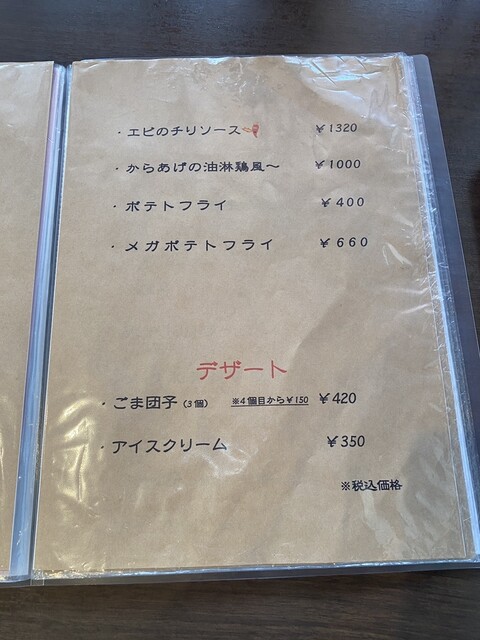 ・エビのチリソース ￥1320
・からあげの油淋鶏風～ ￥1000
・ポテトフライ ￥400
・メガポテトフライ ￥660
デザート
・ごま団子（3個） ※4個目から￥150 ￥420
・アイスクリーム ￥350
※税込価格